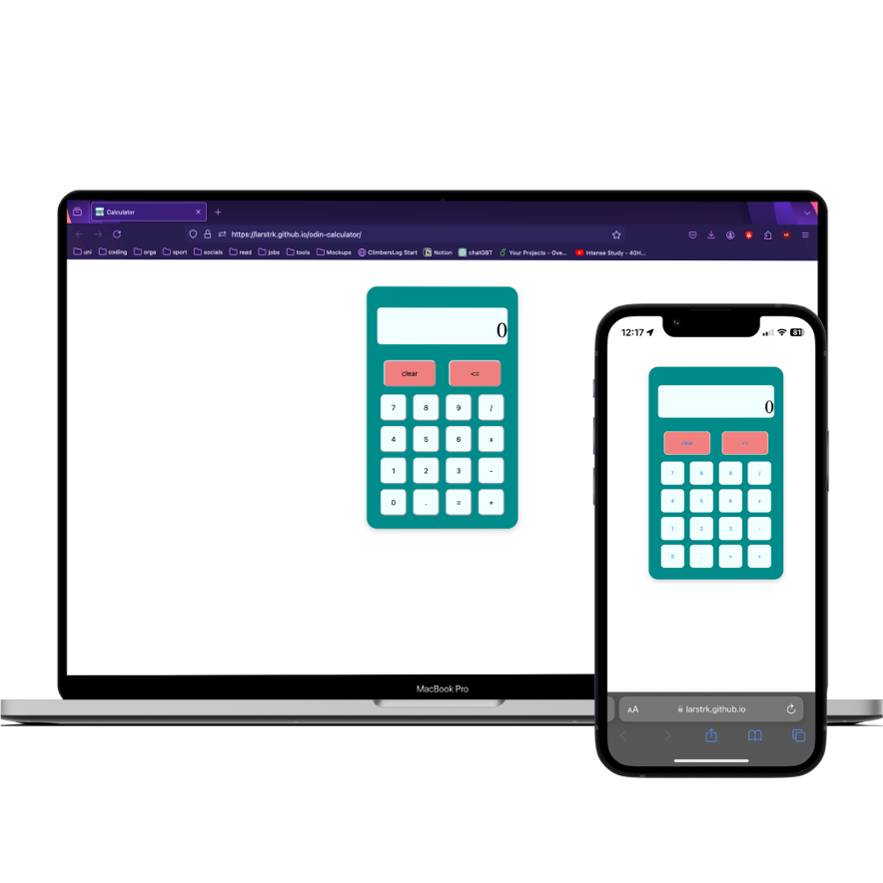 Calculator
https://larstrk.github.io/odin-calculator/
uni coding orga sport socials read jobs tools Mockups ClimbersLog Start Notion chatGBT Your Projects - Ove... Intense Study - 40H...
0
clear <=
7 8 9 /
4 5 6 x
1 2 3 -
0 . = +
MacBook Pro
12:17 81
0
clear <=
7 8 9 /
4 5 6 x
1 2 3 -
0 . = +
AA larstrk.github.io